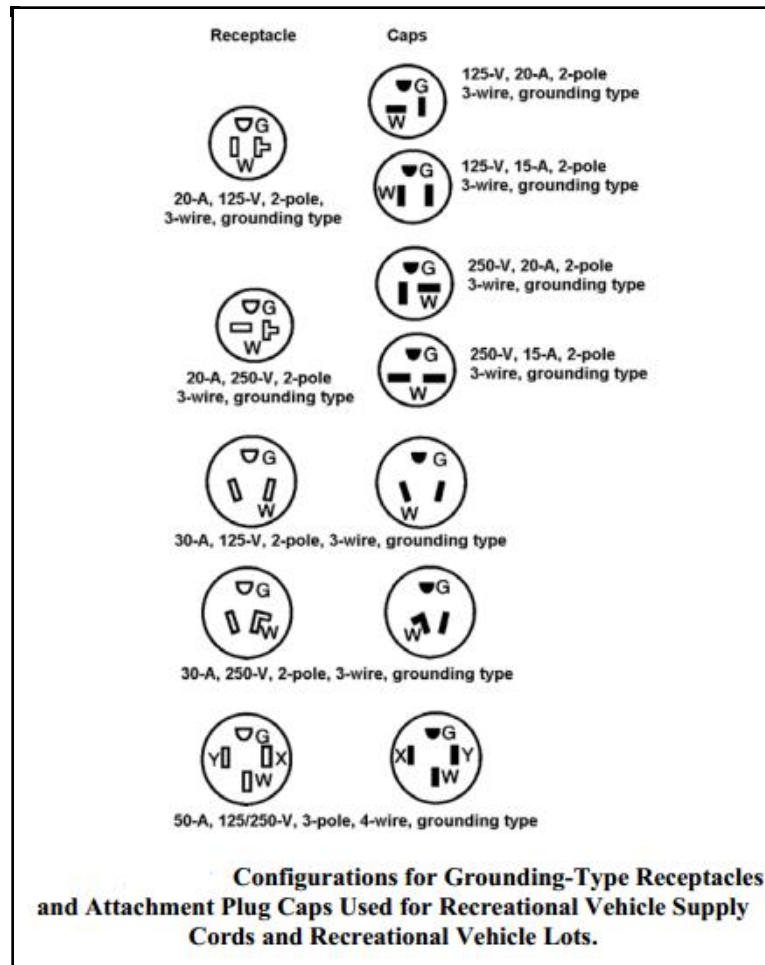 Receptacle Caps
G
W
125-V, 20-A, 2-pole
3-wire, grounding type
G
W
20-A, 125-V, 2-pole,
3-wire, grounding type
G
W
125-V, 15-A, 2-pole
3-wire, grounding type
G
W
250-V, 20-A, 2-pole
3-wire, grounding type
G
W
20-A, 250-V, 2-pole
3-wire, grounding type
G
W
250-V, 15-A, 2-pole
3-wire, grounding type
G
W
G
W
30-A, 125-V, 2-pole, 3-wire, grounding type
G
W
G
W
30-A, 250-V, 2-pole, 3-wire, grounding type
G
Y X
W
G
X Y
W
50-A, 125/250-V, 3-pole, 4-wire, grounding type
Configurations for Grounding-Type Receptacles
and Attachment Plug Caps Used for Recreational Vehicle Supply
Cords and Recreational Vehicle Lots.